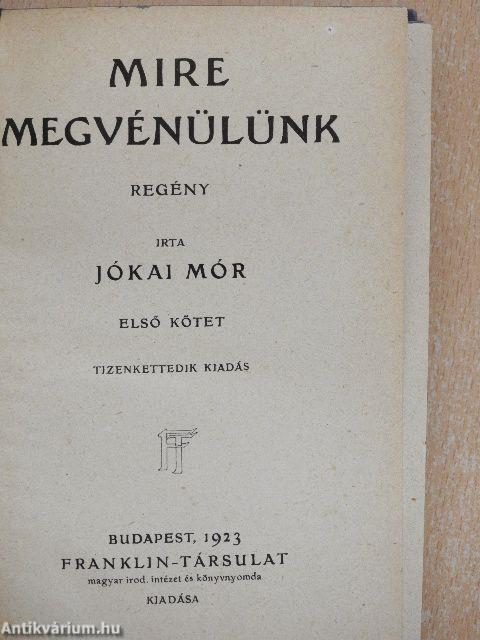 MIRE
MEGVÉNÜLÜNK
REGÉNY
IRTA
JÓKAI MÓR
ELSŐ KÖTET
TIZENKETTEDIK KIADÁS
FT
BUDAPEST, 1923
FRANKLIN-TÁRSULAT
magyar irod. intézet és könyvnyomda
KIADÁSA
Antikvárium.hu